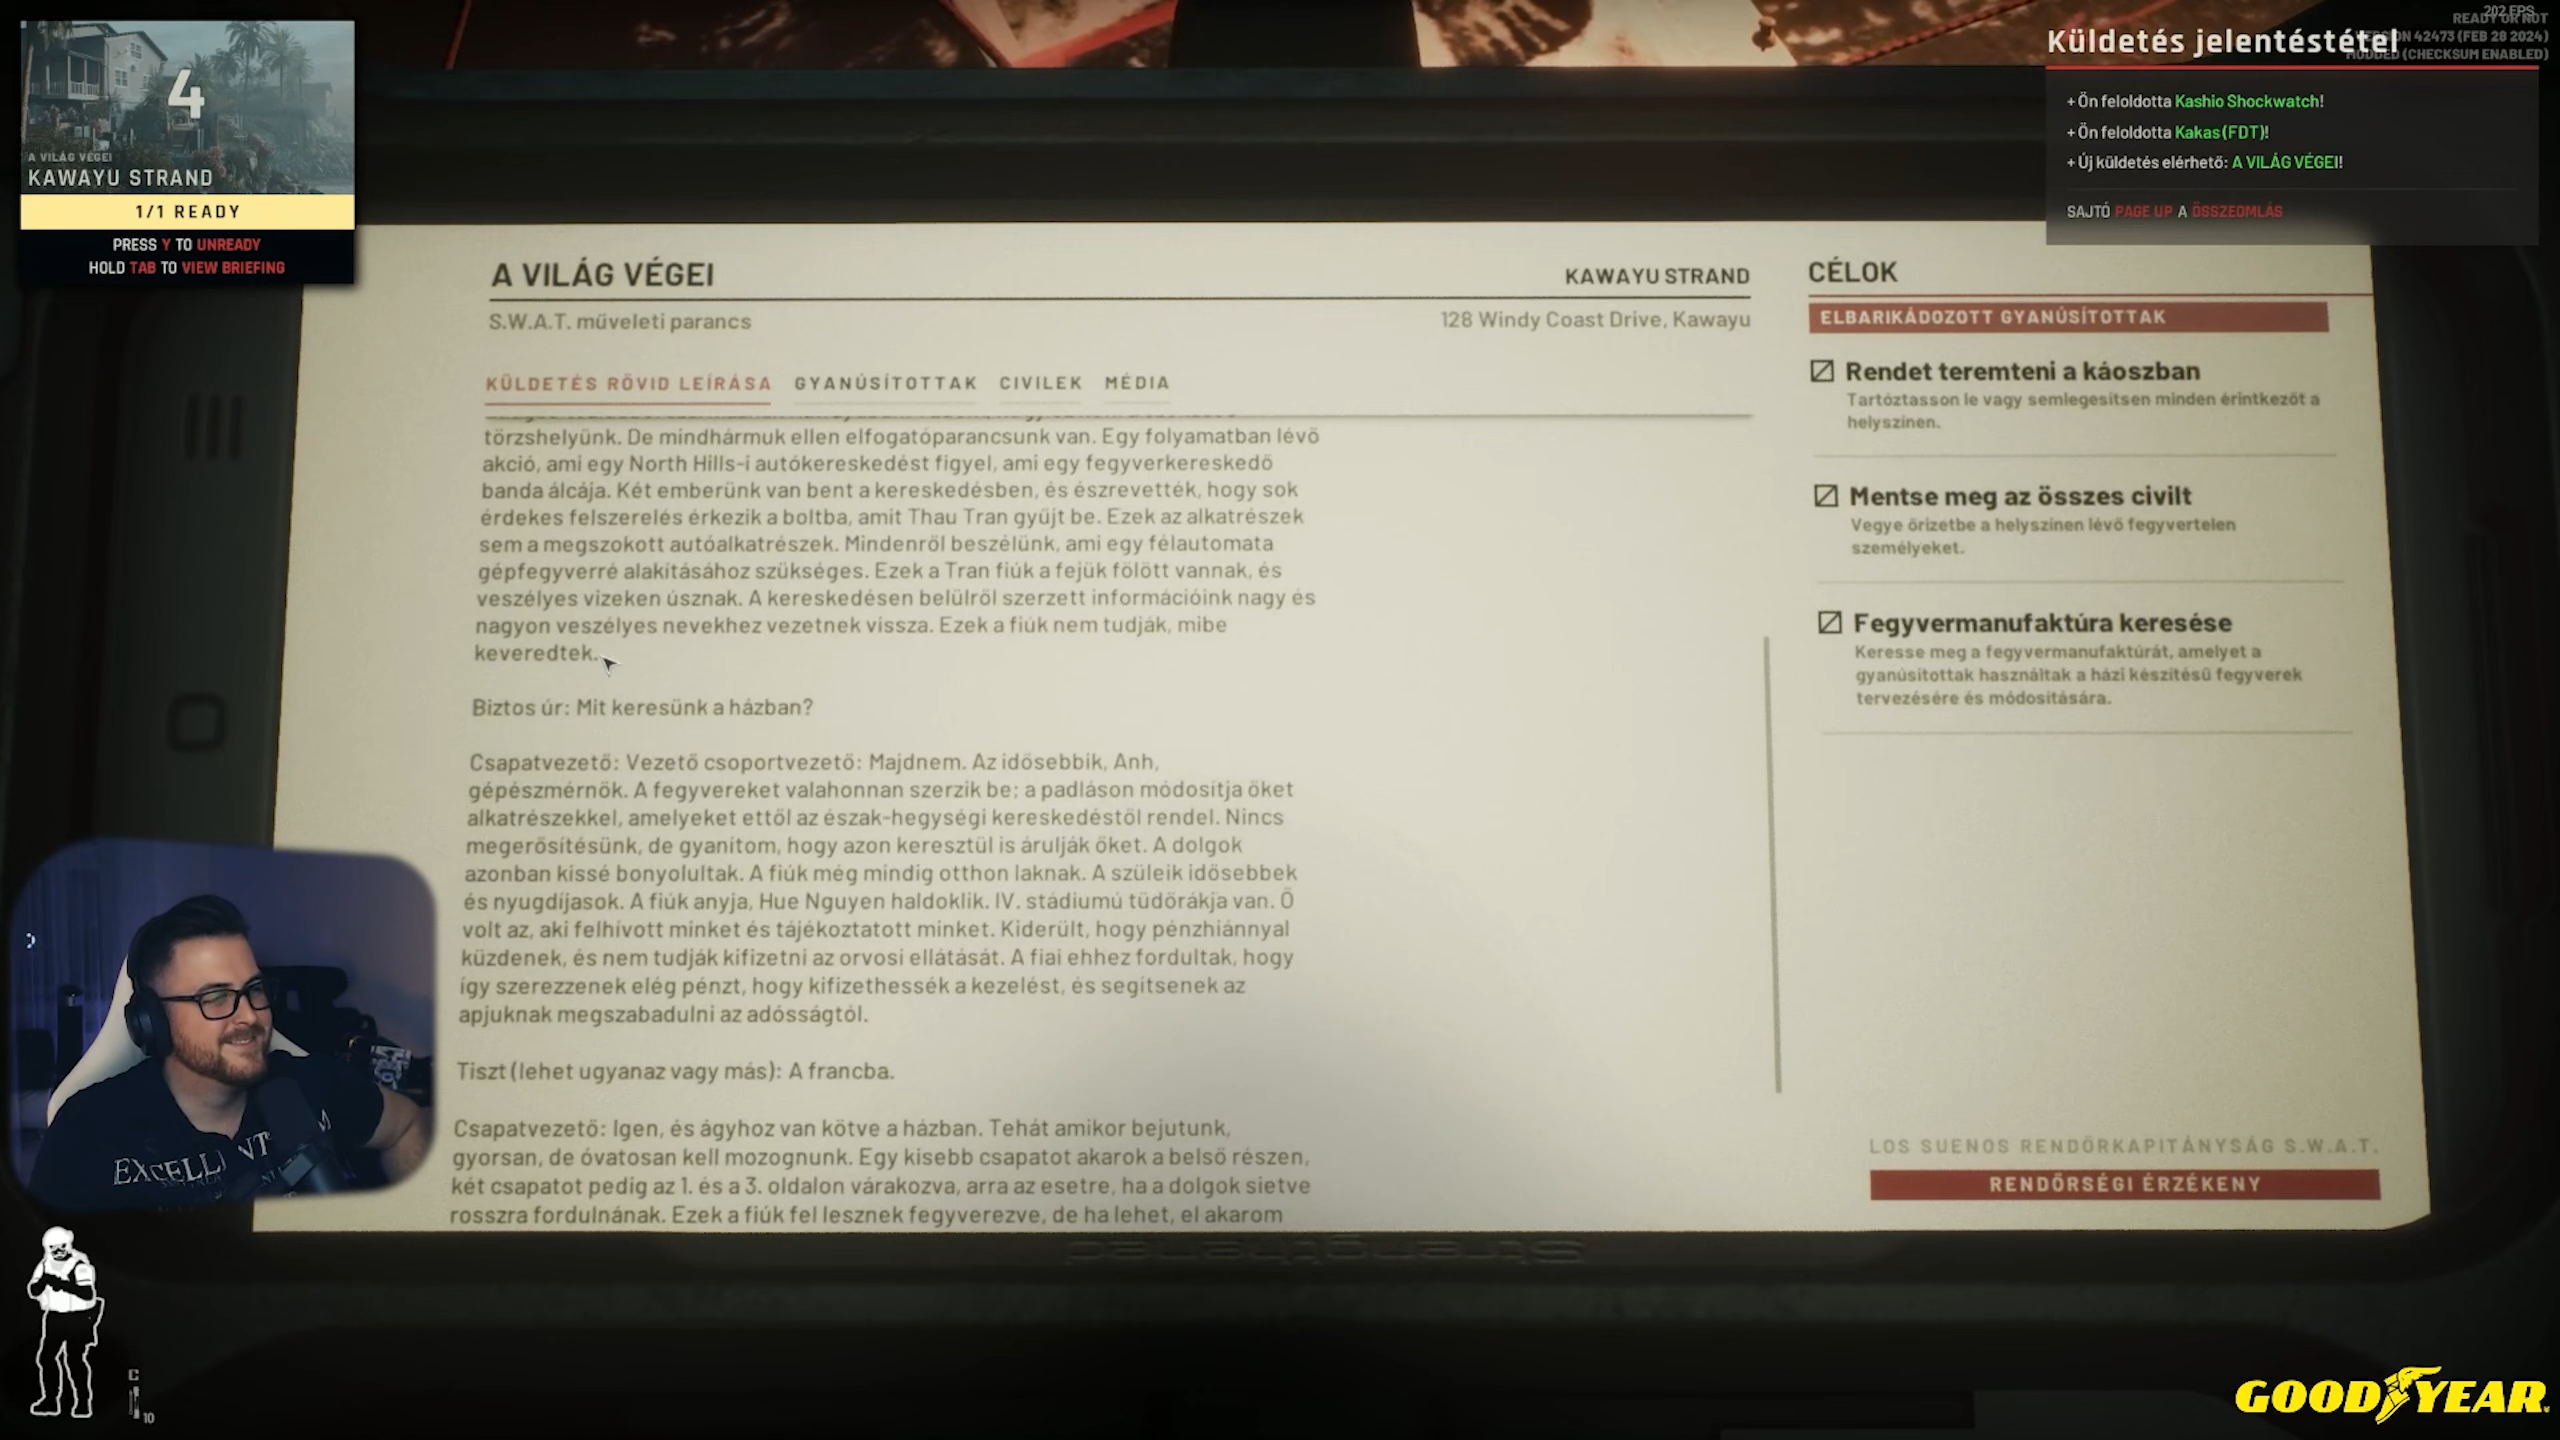 4
A VILÁG VÉGEI
KAWAYU STRAND
1/1 READY
PRESS Y TO UNREADY
HOLD TAB TO VIEW BRIEFING
202 FPS
READY OR NOT
42473 (FEB 28 2024)
MODDED (CHECKSUM ENABLED)
Küldetés jelentéstétel
+ Ön feloldotta Kashio Shockwatch!
+ Ön feloldotta Kakas (FDT)!
+ Új küldetés elérhető: A VILÁG VÉGEI!
SAJTÓ PAGE UP A ÖSSZEOMLÁS
A VILÁG VÉGEI
KAWAYU STRAND
S.W.A.T. műveleti parancs
128 Windy Coast Drive, Kawayu
KÜLDETÉS RÖVID LEÍRÁSA GYANÚSÍTOTTAK CIVILEK MÉDIA
törzshelyünk. De mindhármuk ellen elfogatóparancsunk van. Egy folyamatban lévő
akció, ami egy North Hills-i autókereskedést figyel, ami egy fegyverkereskedő
banda álcája. Két emberünk van bent a kereskedésben, és észrevették, hogy sok
érdekes felszerelés érkezik a boltba, amit Thau Tran gyűjt be. Ezek az alkatrészek
sem a megszokott autóalkatrészek. Mindenről beszélünk, ami egy félautomata
gépfegyverré alakításához szükséges. Ezek a Tran fiúk a fejük fölött vannak, és
veszélyes vizeken úsznak. A kereskedésen belülről szerzett információink nagy és
nagyon veszélyes nevekhez vezetnek vissza. Ezek a fiúk nem tudják, mibe
keveredtek.
Biztos úr: Mit keresünk a házban?
Csapatvezető: Vezető csoportvezető: Majdnem. Az idősebbik, Anh,
gépészmérnök. A fegyvereket valahonnan szerzik be; a padláson módosítja őket
alkatrészekkel, amelyeket ettől az észak-hegységi kereskedéstől rendel. Nincs
megerősítésünk, de gyanítom, hogy azon keresztül is árulják őket. A dolgok
azonban kissé bonyolultak. A fiúk még mindig otthon laknak. A szüleik idősebbek
és nyugdíjasok. A fiúk anyja, Hue Nguyen haldoklik. IV. stádiumú tüdőrákja van. Ő
volt az, aki felhívott minket és tájékoztatott minket. Kiderült, hogy pénzhiánnyal
küzdenek, és nem tudják kifizetni az orvosi ellátását. A fiai ehhez fordultak, hogy
így szerezzenek elég pénzt, hogy kifizethessék a kezelést, és segítsenek az
apjuknak megszabadulni az adósságtól.
Tiszt (lehet ugyanaz vagy más): A francba.
Csapatvezető: Igen, és ágyhoz van kötve a házban. Tehát amikor bejutunk,
gyorsan, de óvatosan kell mozognunk. Egy kisebb csapatot akarok a belső részen,
két csapatot pedig az 1. és a 3. oldalon várakozva, arra az esetre, ha a dolgok sietve
rosszra fordulnának. Ezek a fiúk fel lesznek fegyverezve, de ha lehet, el akarom
CÉLOK
ELBARIKÁDOZOTT GYANÚSÍTOTTAK
Rendet teremteni a káoszban
Tartóztasson le vagy semlegesítsen minden érintkezőt a
helyszínen.
Mentse meg az összes civilt
Vegye őrizetbe a helyszínen lévő fegyvertelen
személyeket.
Fegyvermanufaktúra keresése
Keresse meg a fegyvermanufaktúrát, amelyet a
gyanúsítottak használtak a házi készítésű fegyverek
tervezésére és módosítására.
LOS SUENOS RENDŐRKAPITÁNYSÁG S.W.A.T.
RENDŐRSÉGI ÉRZÉKENY
C
10
GOODYEAR